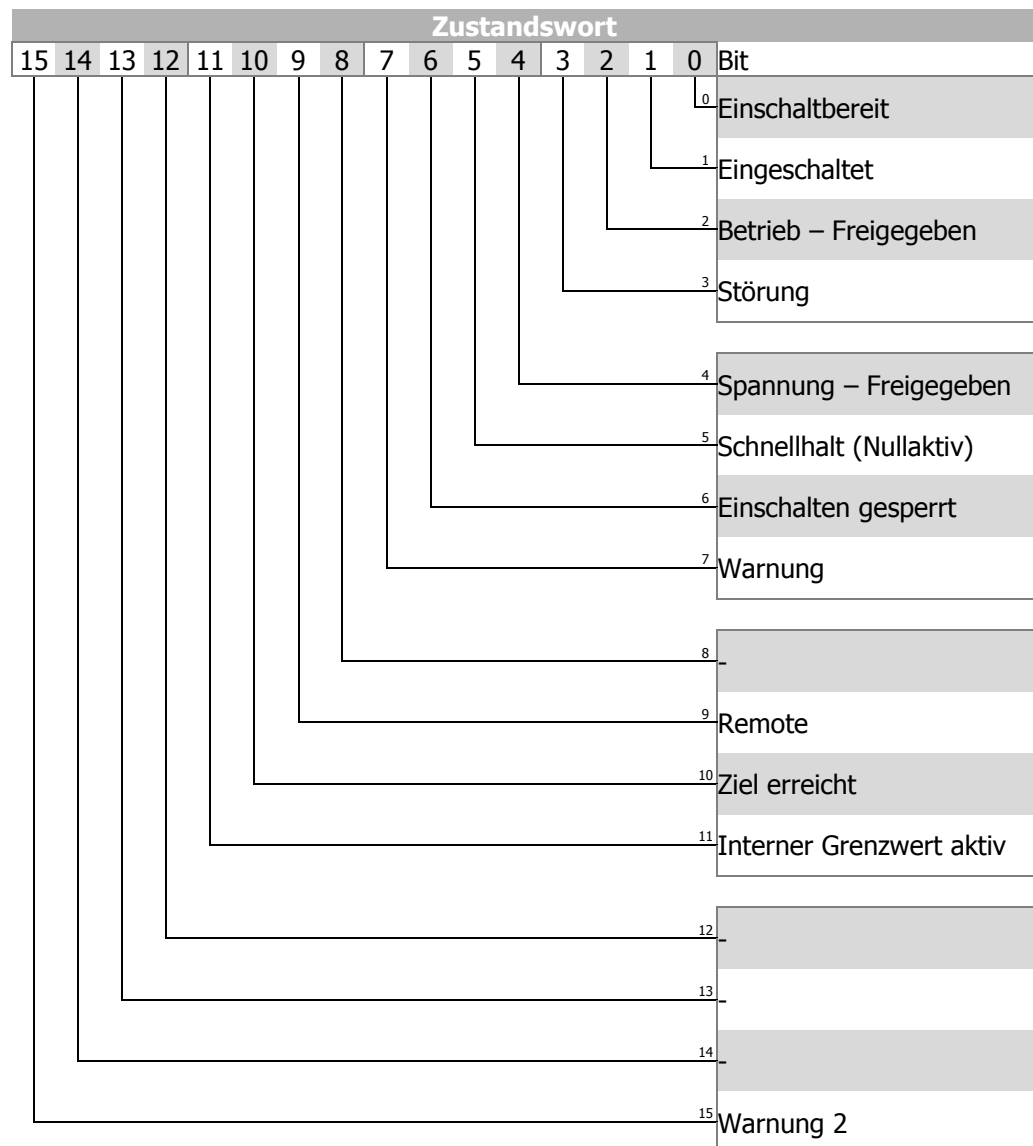 Zustandswort
15 14 13 12 11 10 9 8 7 6 5 4 3 2 1 0 Bit
0 Einschaltbereit
1 Eingeschaltet
2 Betrieb – Freigegeben
3 Störung
4 Spannung – Freigegeben
5 Schnellhalt (Nullaktiv)
6 Einschalten gesperrt
7 Warnung
8 -
9 Remote
10 Ziel erreicht
11 Interner Grenzwert aktiv
12 -
13 -
14 -
15 Warnung 2